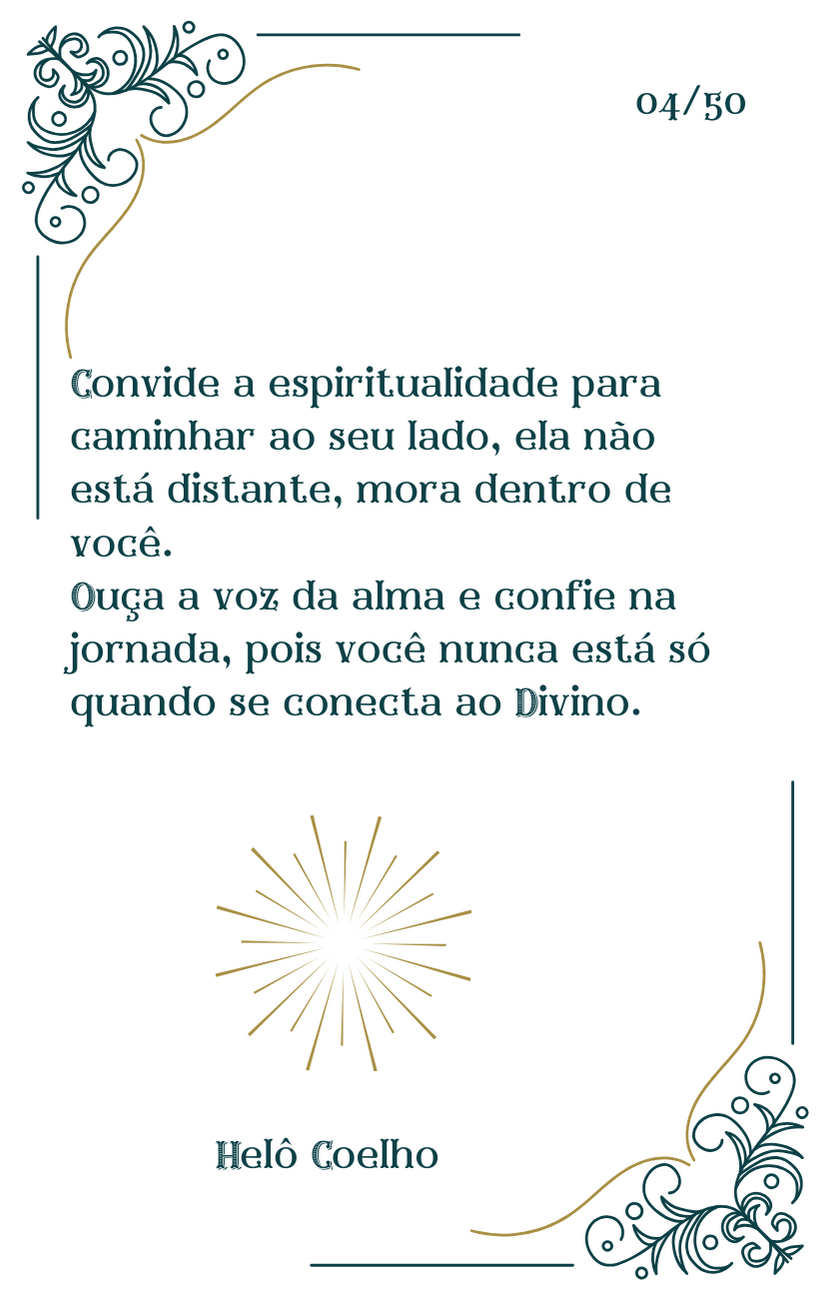 04/50
Convide a espiritualidade para
caminhar ao seu lado, ela não
está distante, mora dentro de
você.
Ouça a voz da alma e confie na
jornada, pois você nunca está só
quando se conecta ao Divino.
Helô Coelho